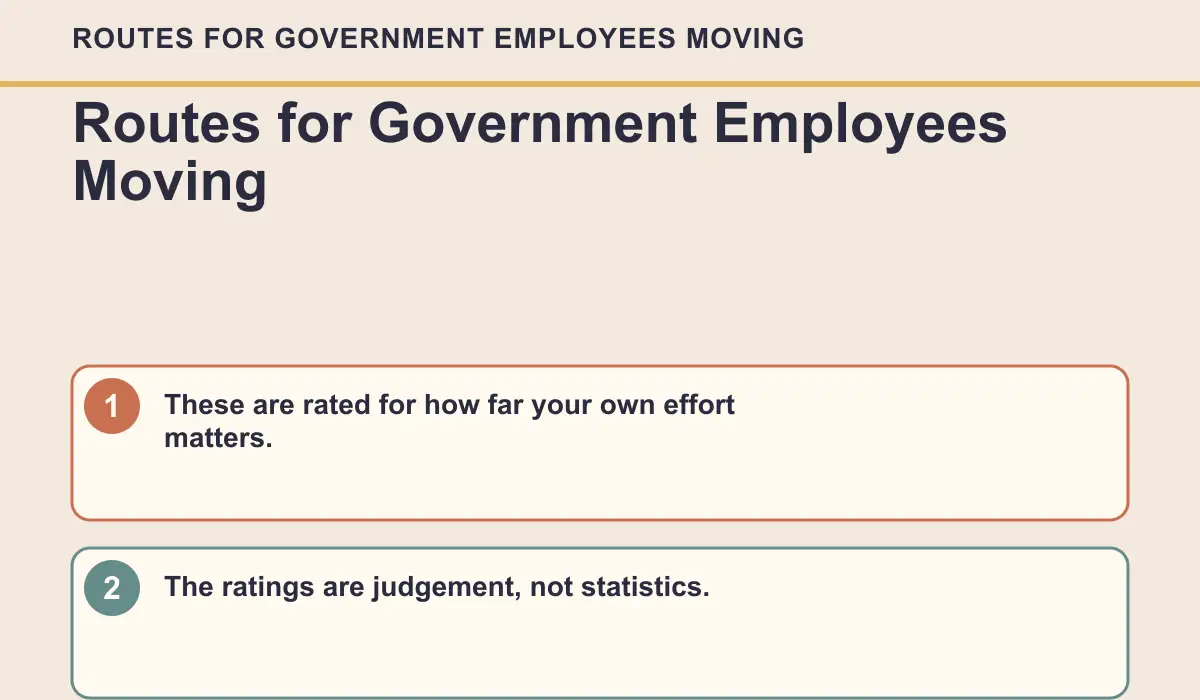 ROUTES FOR GOVERNMENT EMPLOYEES MOVING
Routes for Government Employees
Moving
1
These are rated for how far your own effort
matters.
2
The ratings are judgement, not statistics.